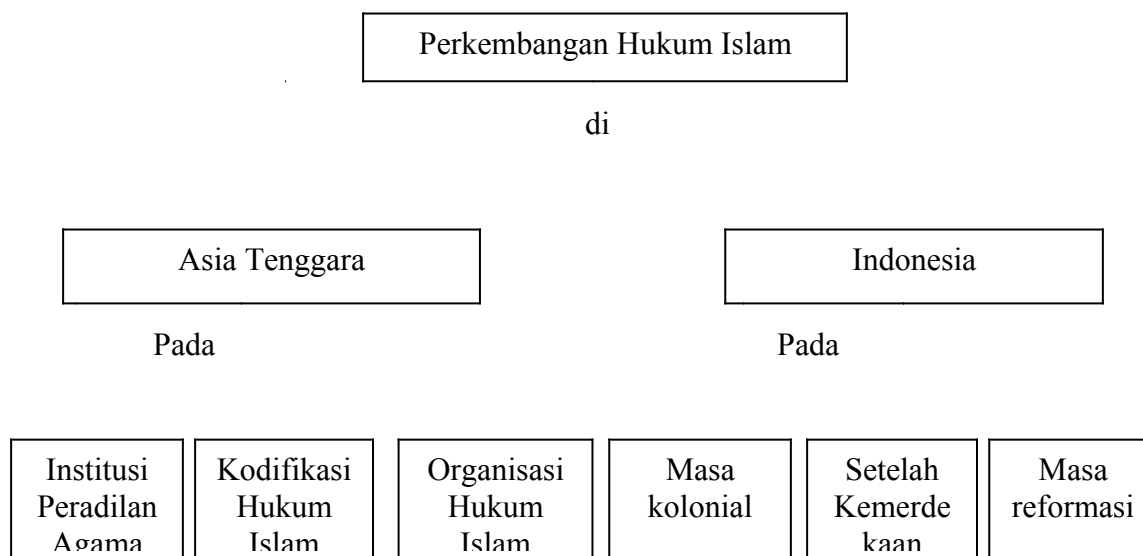 Perkembangan Hukum Islam
di
Asia Tenggara
Indonesia
Pada
Pada
Institusi
Peradilan
Agama
Kodifikasi
Hukum
Islam
Organisasi
Hukum
Islam
Masa
kolonial
Setelah
Kemerde
kaan
Masa
reformasi